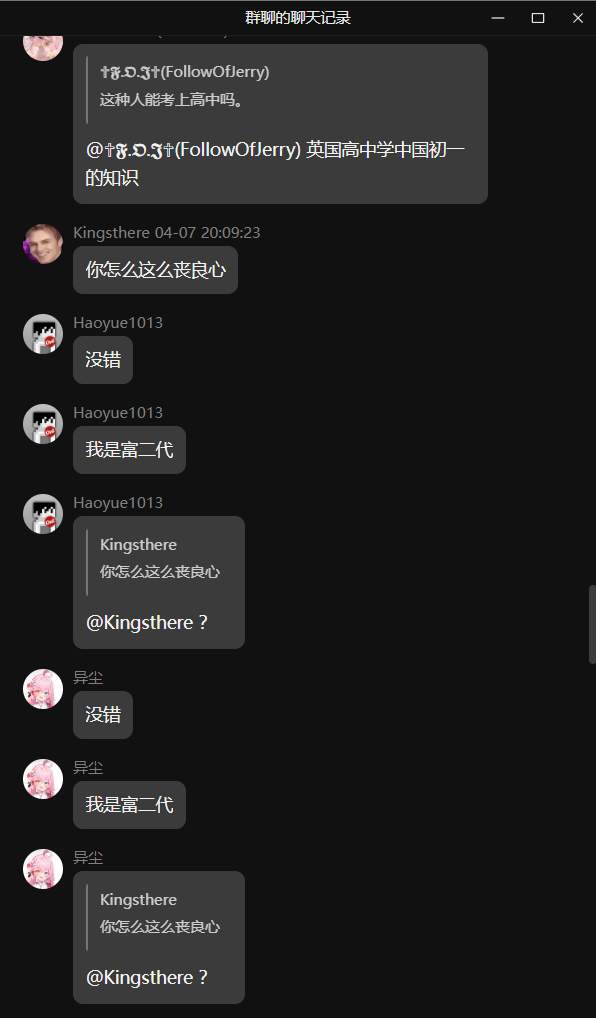 群聊的聊天记录
✞𝕱.𝕺.𝕵✞(FollowOfJerry)
这种人能考上高中吗。
@✞𝕱.𝕺.𝕵✞(FollowOfJerry) 英国高中学中国初一
的知识
Kingsthere 04-07 20:09:23
你怎么这么丧良心
Haoyue1013
没错
Haoyue1013
我是富二代
Haoyue1013
Kingsthere
你怎么这么丧良心
@Kingsthere ?
异尘
没错
异尘
我是富二代
异尘
Kingsthere
你怎么这么丧良心
@Kingsthere ?